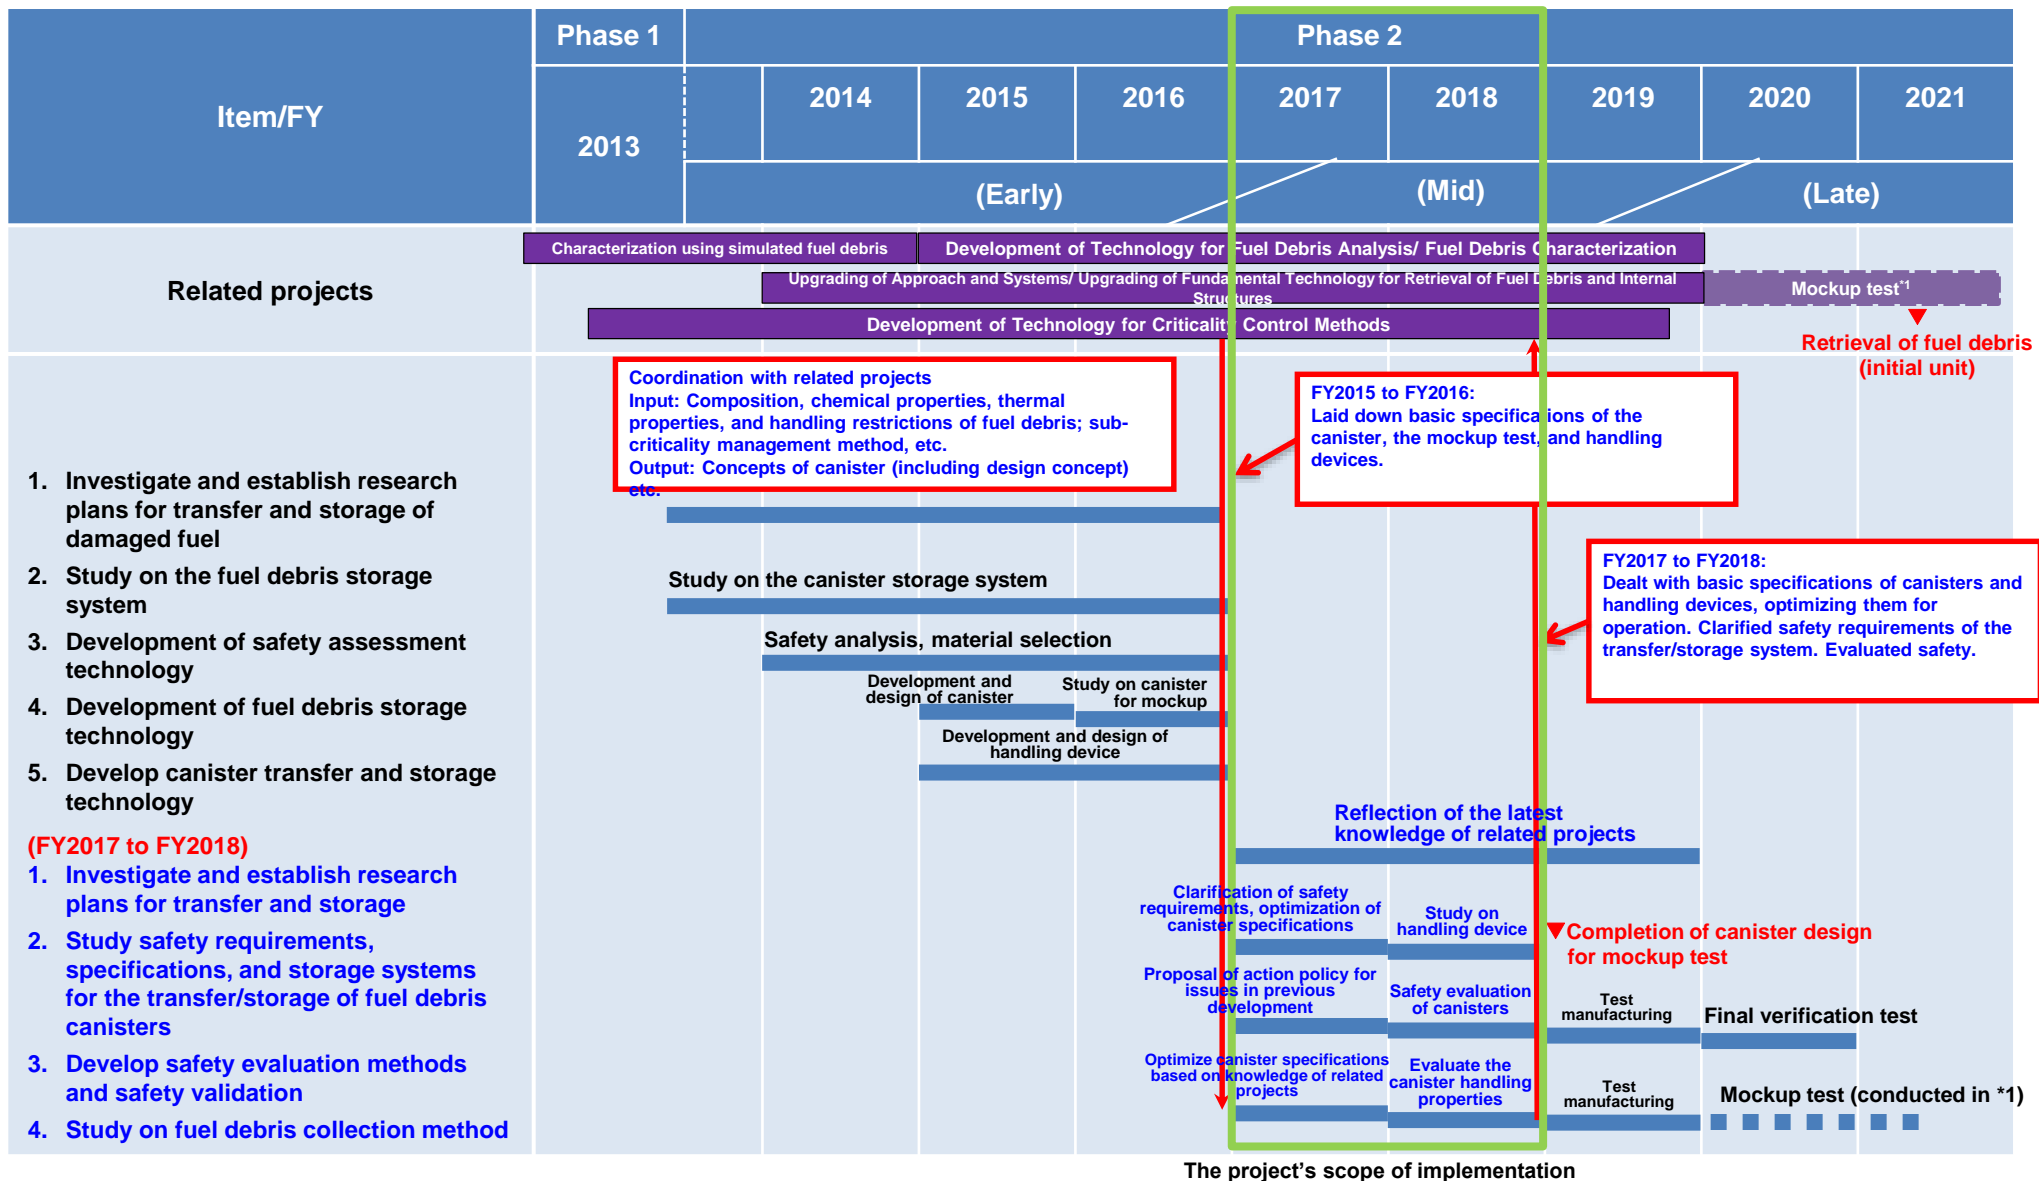 Item/FY
Phase 1
Phase 2
2013
2014
2015
2016
2017
2018
2019
2020
2021
(Early)
(Mid)
(Late)
Related projects
Characterization using simulated fuel debris
Development of Technology for Fuel Debris Analysis/ Fuel Debris Characterization
Upgrading of Approach and Systems/ Upgrading of Fundamental Technology for Retrieval of Fuel Debris and Internal
Structures
Mockup test*1
Development of Technology for Criticality Control Methods
Retrieval of fuel debris
(initial unit)
Coordination with related projects
Input: Composition, chemical properties, thermal
properties, and handling restrictions of fuel debris; sub-
criticality management method, etc.
Output: Concepts of canister (including design concept)
etc.
FY2015 to FY2016:
Laid down basic specifications of the
canister, the mockup test, and handling
devices.
FY2017 to FY2018:
Dealt with basic specifications of canisters and
handling devices, optimizing them for
operation. Clarified safety requirements of the
transfer/storage system. Evaluated safety.
1. Investigate and establish research
plans for transfer and storage of
damaged fuel
2. Study on the fuel debris storage
system
3. Development of safety assessment
technology
4. Development of fuel debris storage
technology
5. Develop canister transfer and storage
technology
Study on the canister storage system
Safety analysis, material selection
Development and
design of canister
Study on canister
for mockup
Development and design of
handling device
(FY2017 to FY2018)
1. Investigate and establish research
plans for transfer and storage
2. Study safety requirements,
specifications, and storage systems
for the transfer/storage of fuel debris
canisters
3. Develop safety evaluation methods
and safety validation
4. Study on fuel debris collection method
Reflection of the latest
knowledge of related projects
Clarification of safety
requirements, optimization of
canister specifications
Study on
handling device
Completion of canister design
for mockup test
Proposal of action policy for
issues in previous
development
Safety evaluation
of canisters
Test
manufacturing
Final verification test
Optimize canister specifications
based on knowledge of related
projects
Evaluate the
canister handling
properties
Test
manufacturing
Mockup test (conducted in *1)
The project's scope of implementation